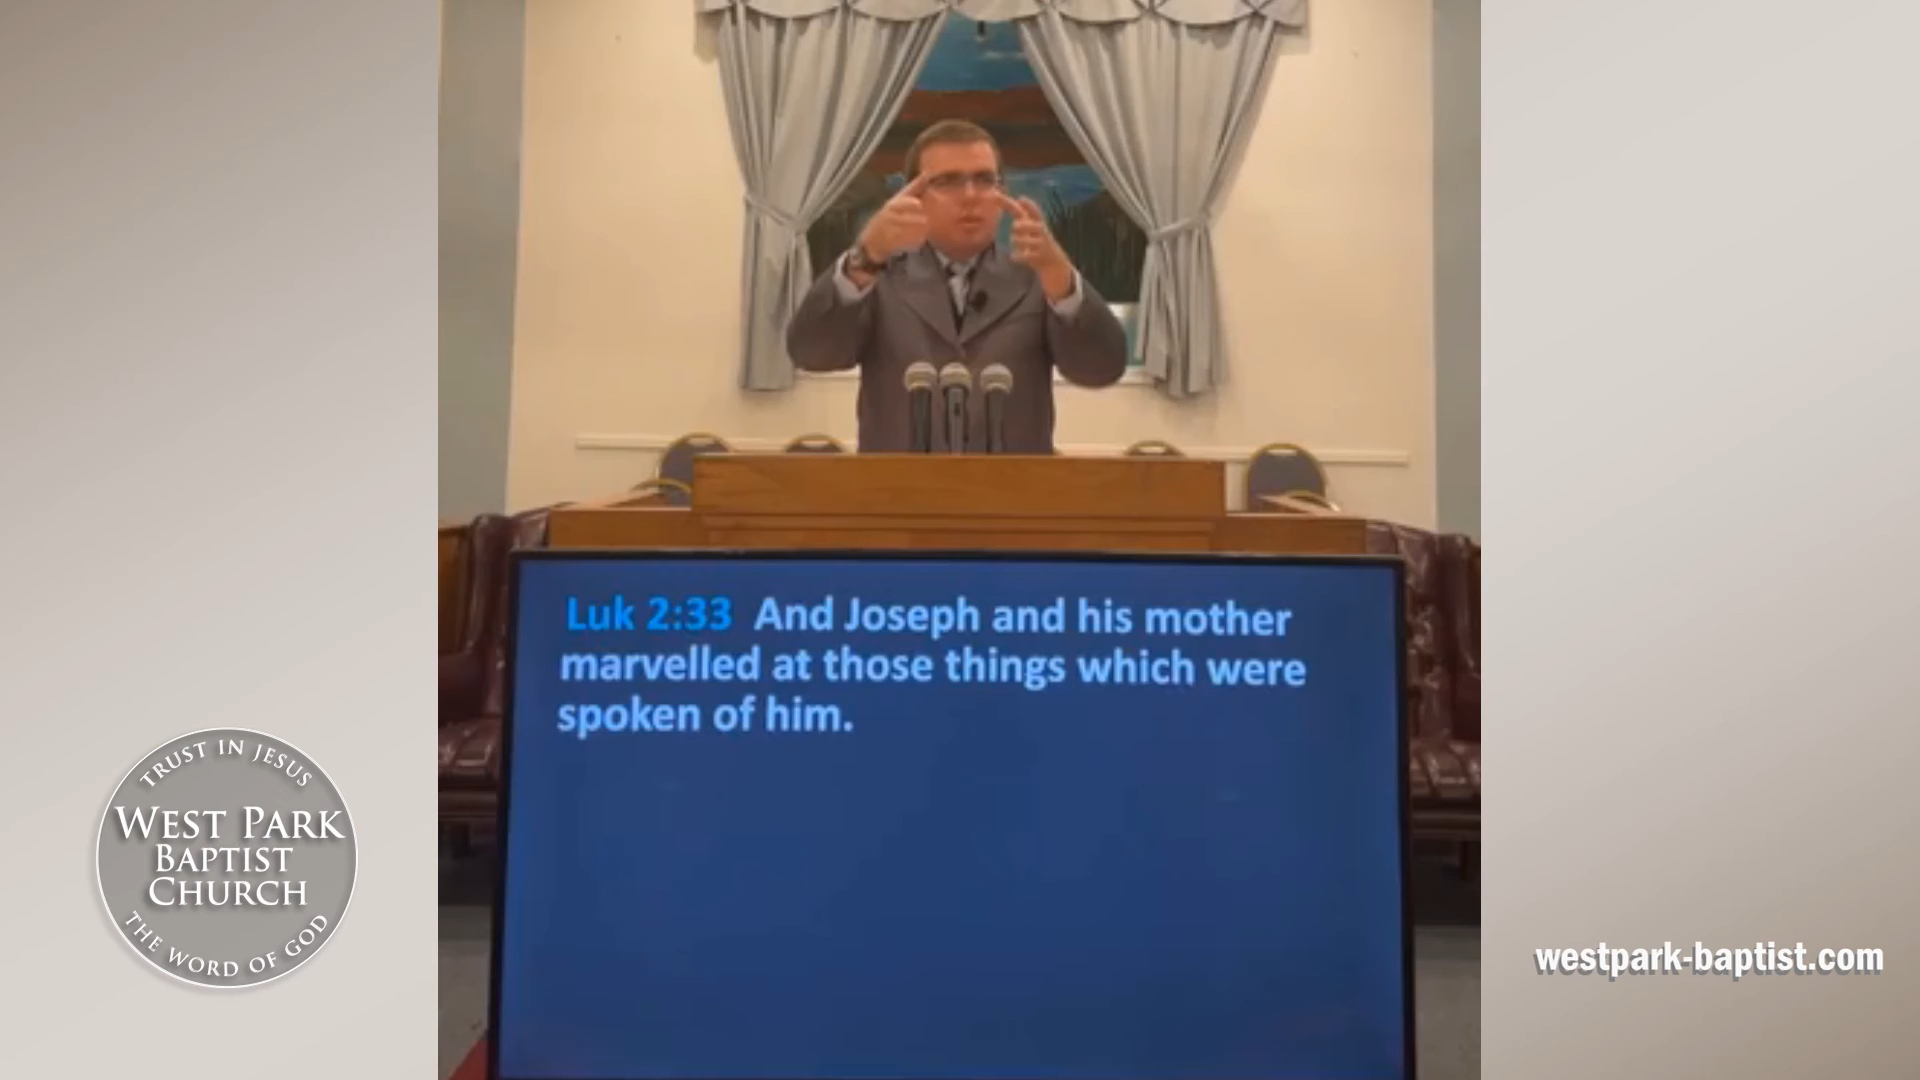 Luk 2:33 And Joseph and his mother
marvelled at those things which were
spoken of him.
TRUST IN JESUS
WEST PARK
BAPTIST
CHURCH
THE WORD OF GOD
westpark-baptist.com